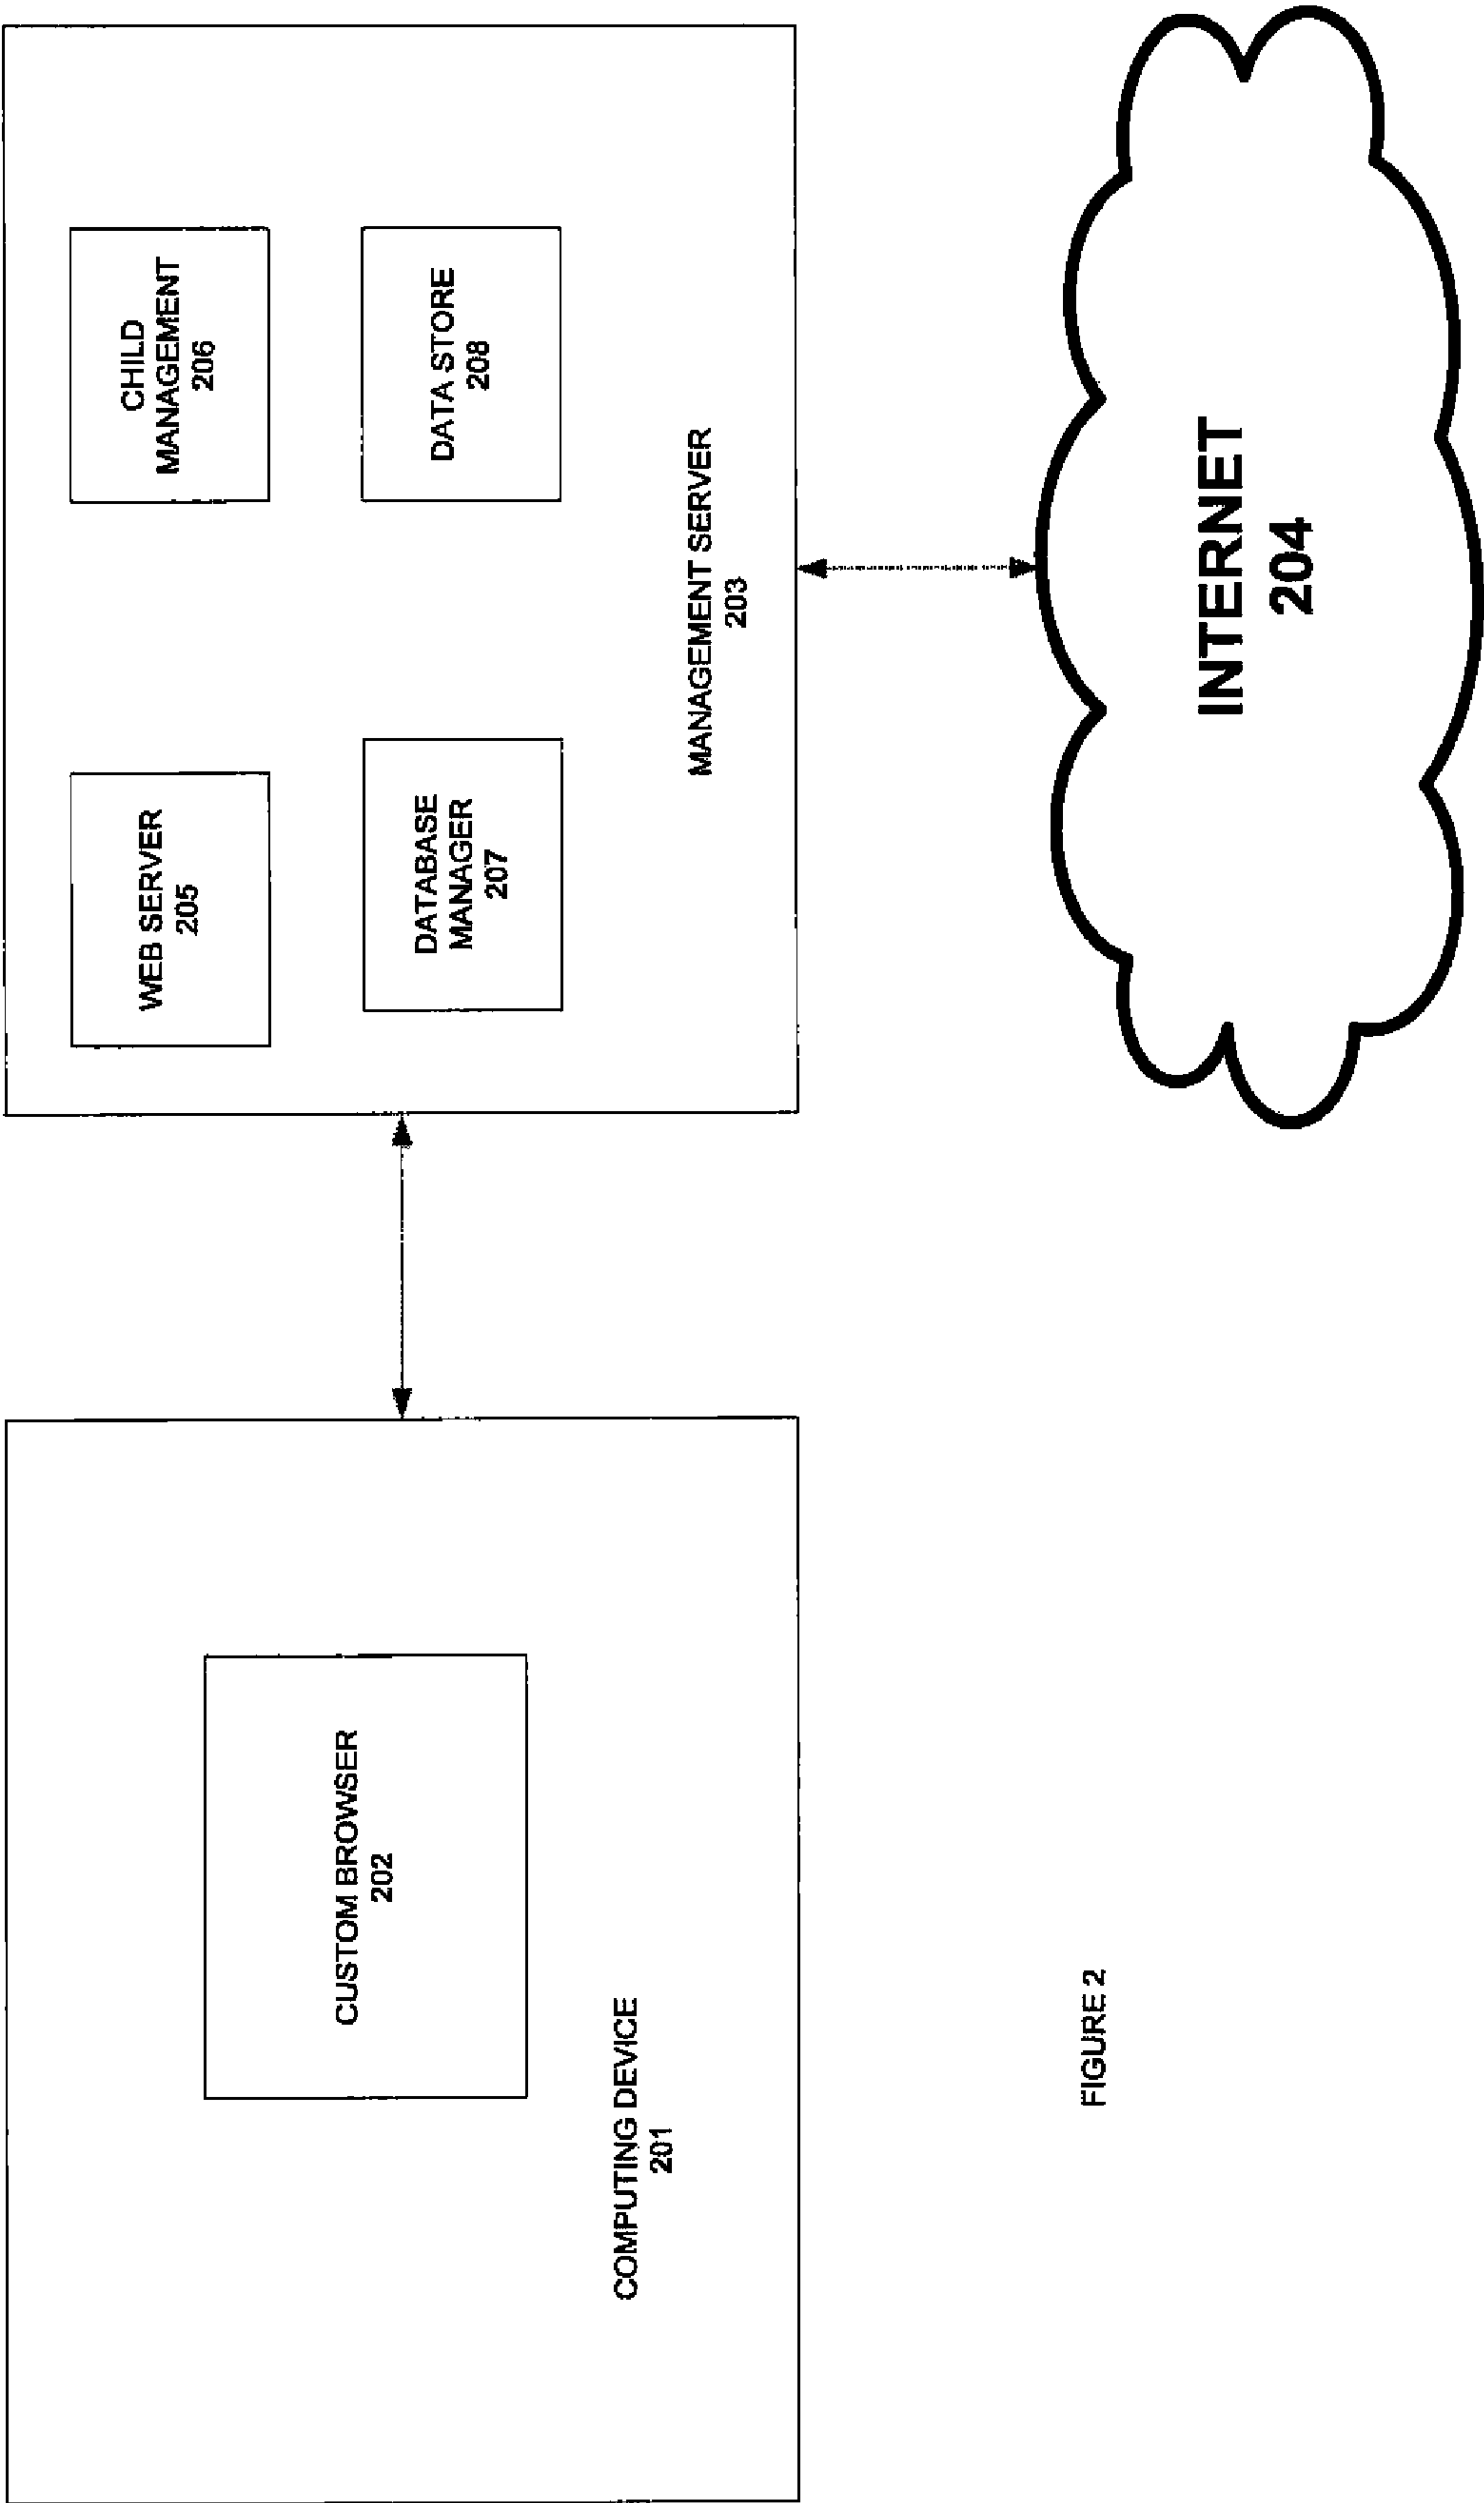 CUSTOM BROWSER
202
COMPUTING DEVICE
201
WEB SERVER
205
CHILD
MANAGEMENT
206
DATABASE
MANAGER
207
DATA STORE
208
MANAGEMENT SERVER
203
INTERNET
204
FIGURE 2